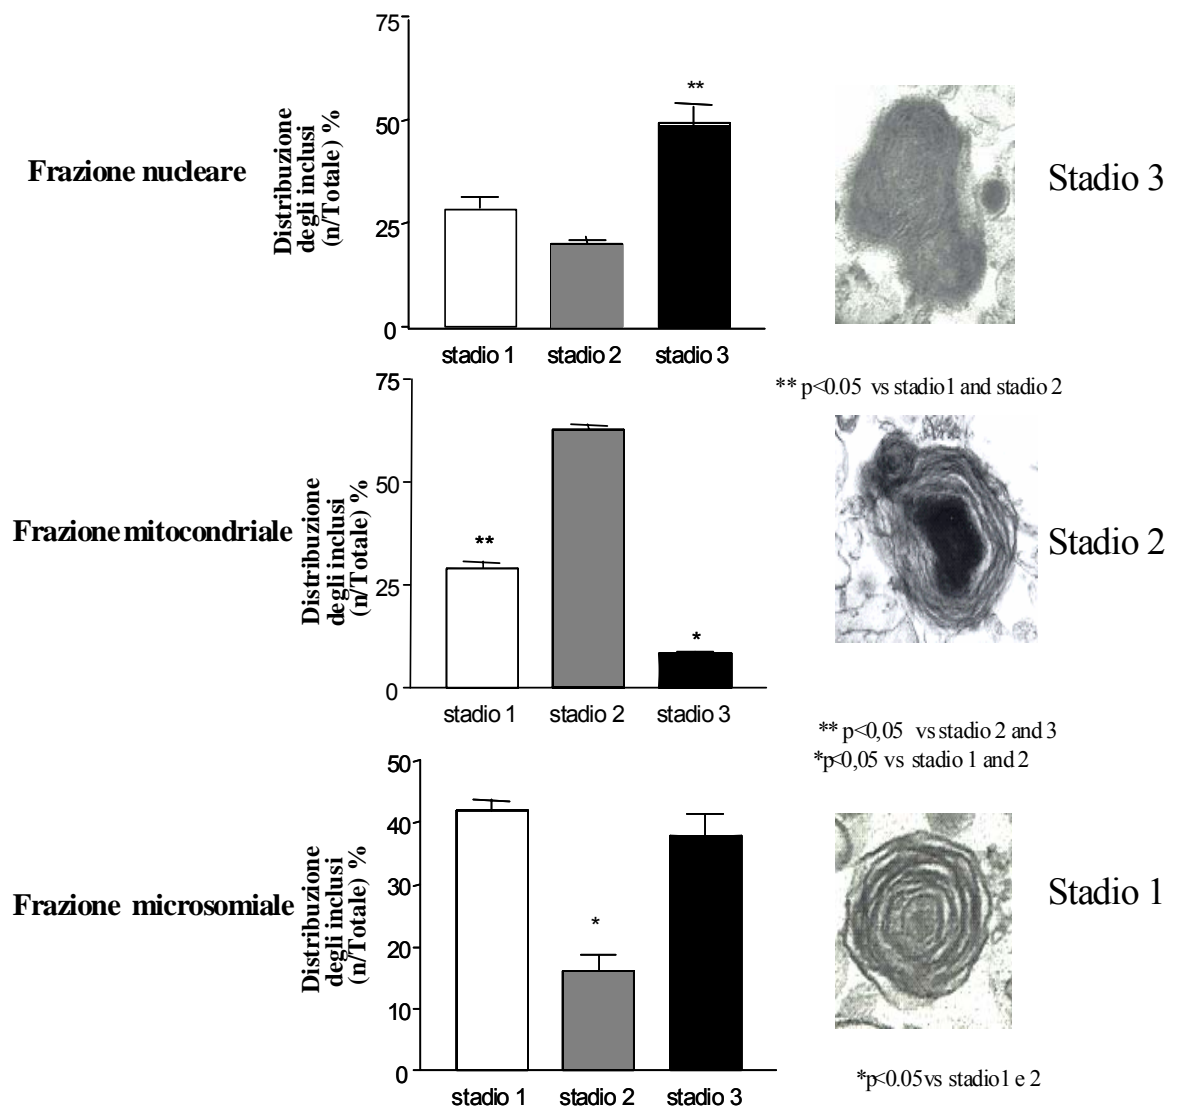 Frazione nucleare
Distribuzione
degli inclusi
(n/Totale) %
75
50
25
0
**
stadio 1
stadio 2
stadio 3
Stadio 3
** p<0.05 vs stadio1 and stadio 2
Frazione mitocondriale
Distribuzione
degli inclusi
(n/Totale) %
75
50
25
0
**
*
stadio 1
stadio 2
stadio 3
Stadio 2
** p<0,05 vs stadio 2 and 3
*p<0,05 vs stadio 1 and 2
Frazione microsomiale
Distribuzione
degli inclusi
(n/Totale) %
50
40
30
20
10
0
*
stadio 1
stadio 2
stadio 3
Stadio 1
*p<0.05vs stadio1 e 2